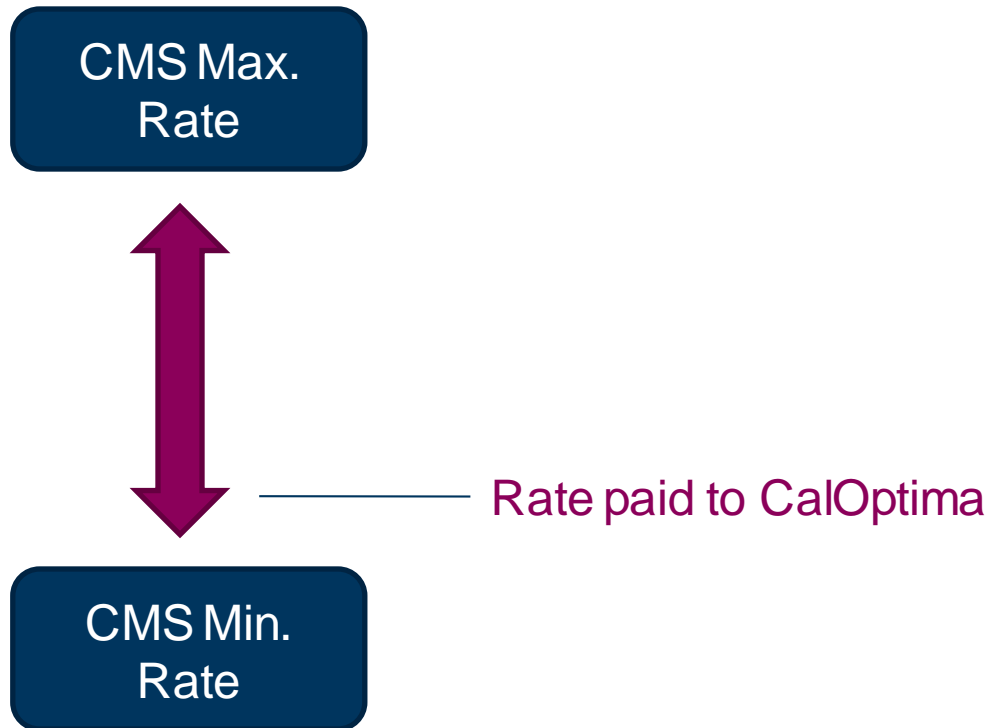 CMS Max.
Rate
Rate paid to CalOptima
CMS Min.
Rate